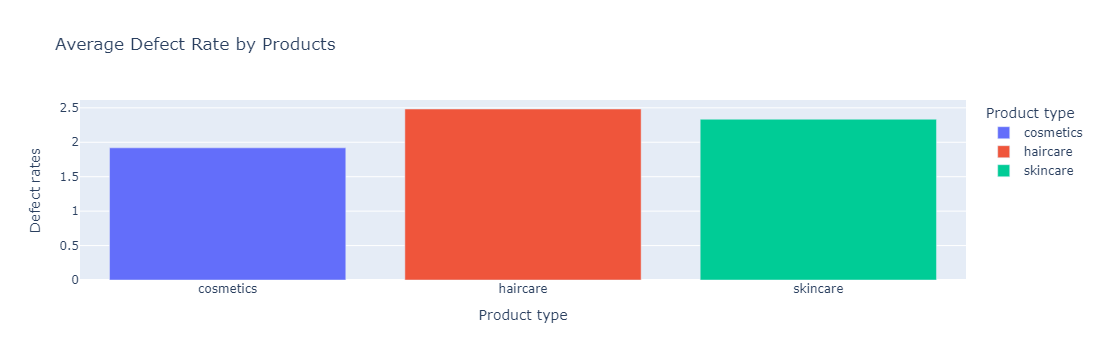 Average Defect Rate by Products
2.5
2
1.5
1
0.5
0
Defect rates
cosmetics
haircare
skincare
Product type
Product type
cosmetics
haircare
skincare